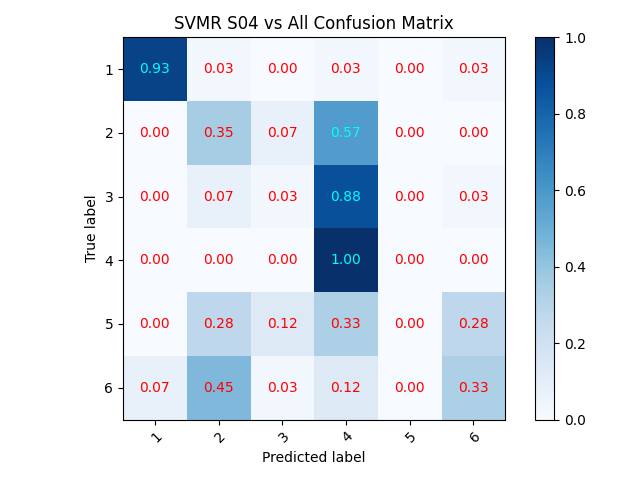 SVMR S04 vs All Confusion Matrix
1 0.93 0.03 0.00 0.03 0.00 0.03
2 0.00 0.35 0.07 0.57 0.00 0.00
3 0.00 0.07 0.03 0.88 0.00 0.03
4 0.00 0.00 0.00 1.00 0.00 0.00
5 0.00 0.28 0.12 0.33 0.00 0.28
6 0.07 0.45 0.03 0.12 0.00 0.33
1 2 3 4 5 6
True label
Predicted label
1.0
0.8
0.6
0.4
0.2
0.0